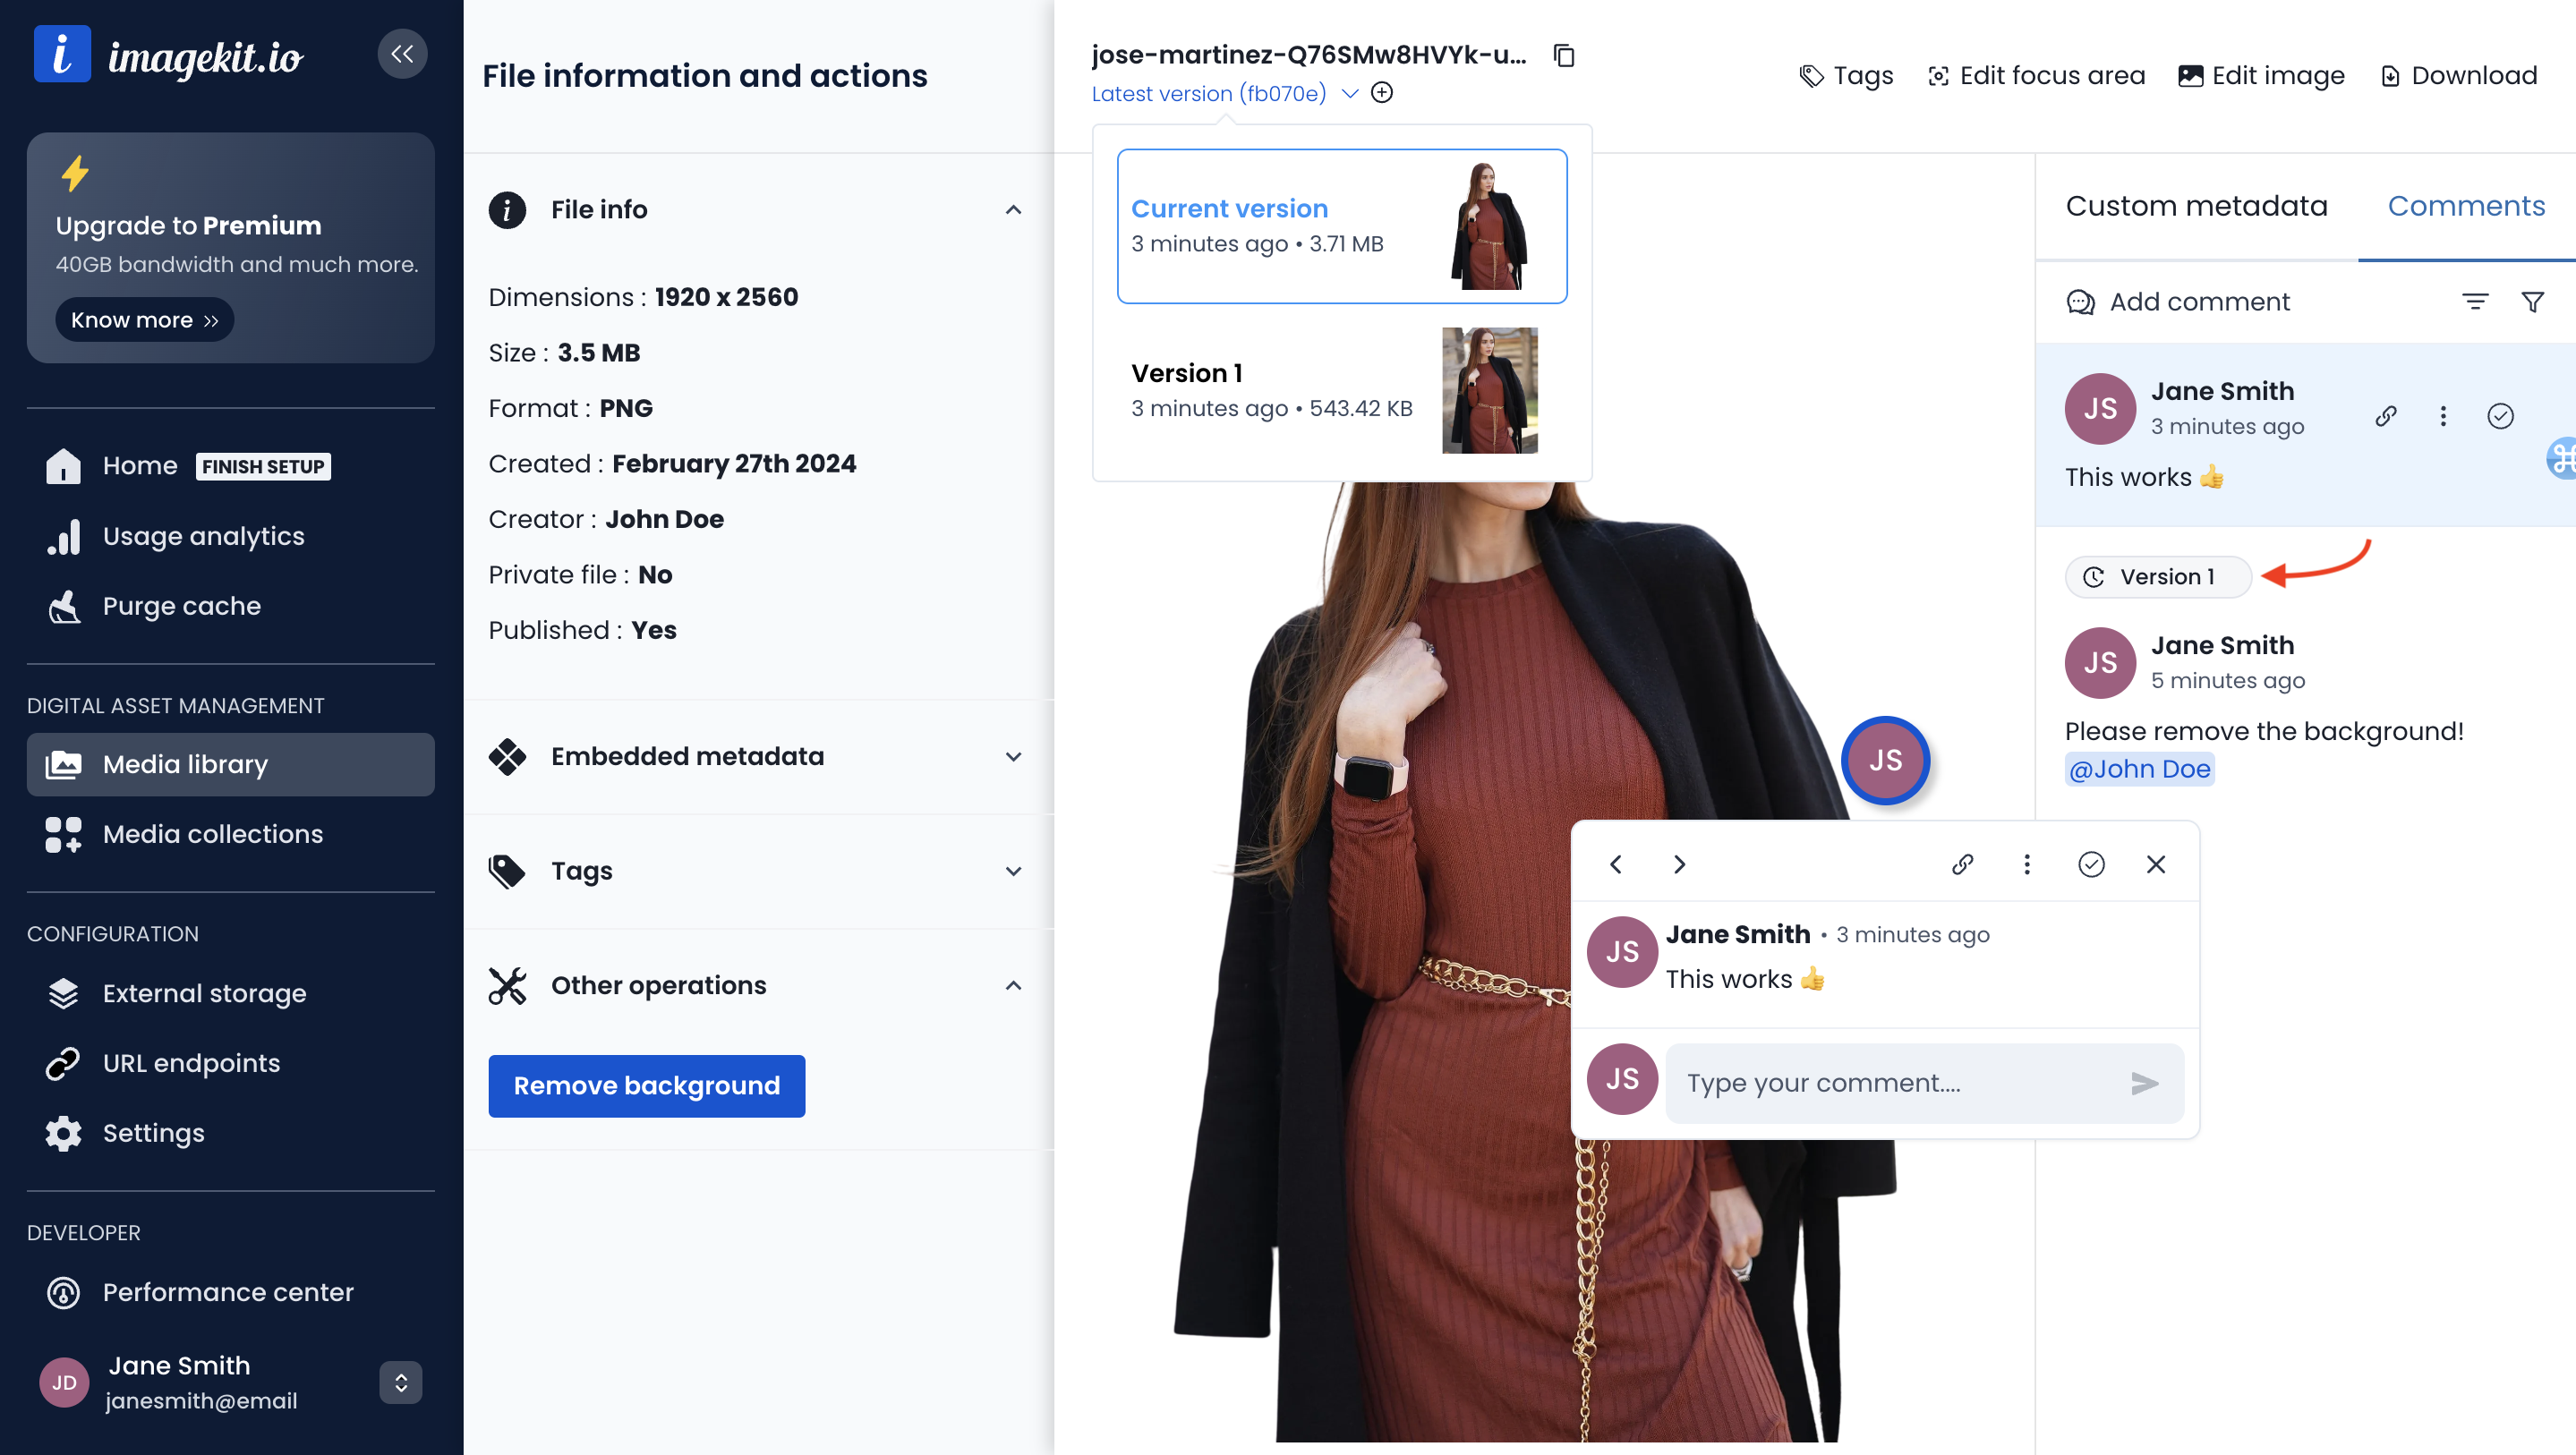 i imagekit.io
Upgrade to Premium
40GB bandwidth and much more.
Know more
Home FINISH SETUP
Usage analytics
Purge cache
DIGITAL ASSET MANAGEMENT
Media library
Media collections
CONFIGURATION
External storage
URL endpoints
Settings
DEVELOPER
Performance center
JD
Jane Smith
janesmith@email
File information and actions
File info
Dimensions : 1920 x 2560
Size : 3.5 MB
Format : PNG
Created : February 27th 2024
Creator : John Doe
Private file : No
Published : Yes
Embedded metadata
Tags
Other operations
Remove background
jose-martinez-Q76SMw8HVYk-u...
Latest version (fb070e)
Tags
Edit focus area
Edit image
Download
Current version
3 minutes ago • 3.71 MB
Version 1
3 minutes ago • 543.42 KB
JS
JS
Jane Smith • 3 minutes ago
This works 👍
JS
Type your comment....
Custom metadata
Comments
Add comment
JS
Jane Smith
3 minutes ago
This works 👍
Version 1
JS
Jane Smith
5 minutes ago
Please remove the background!
@John Doe